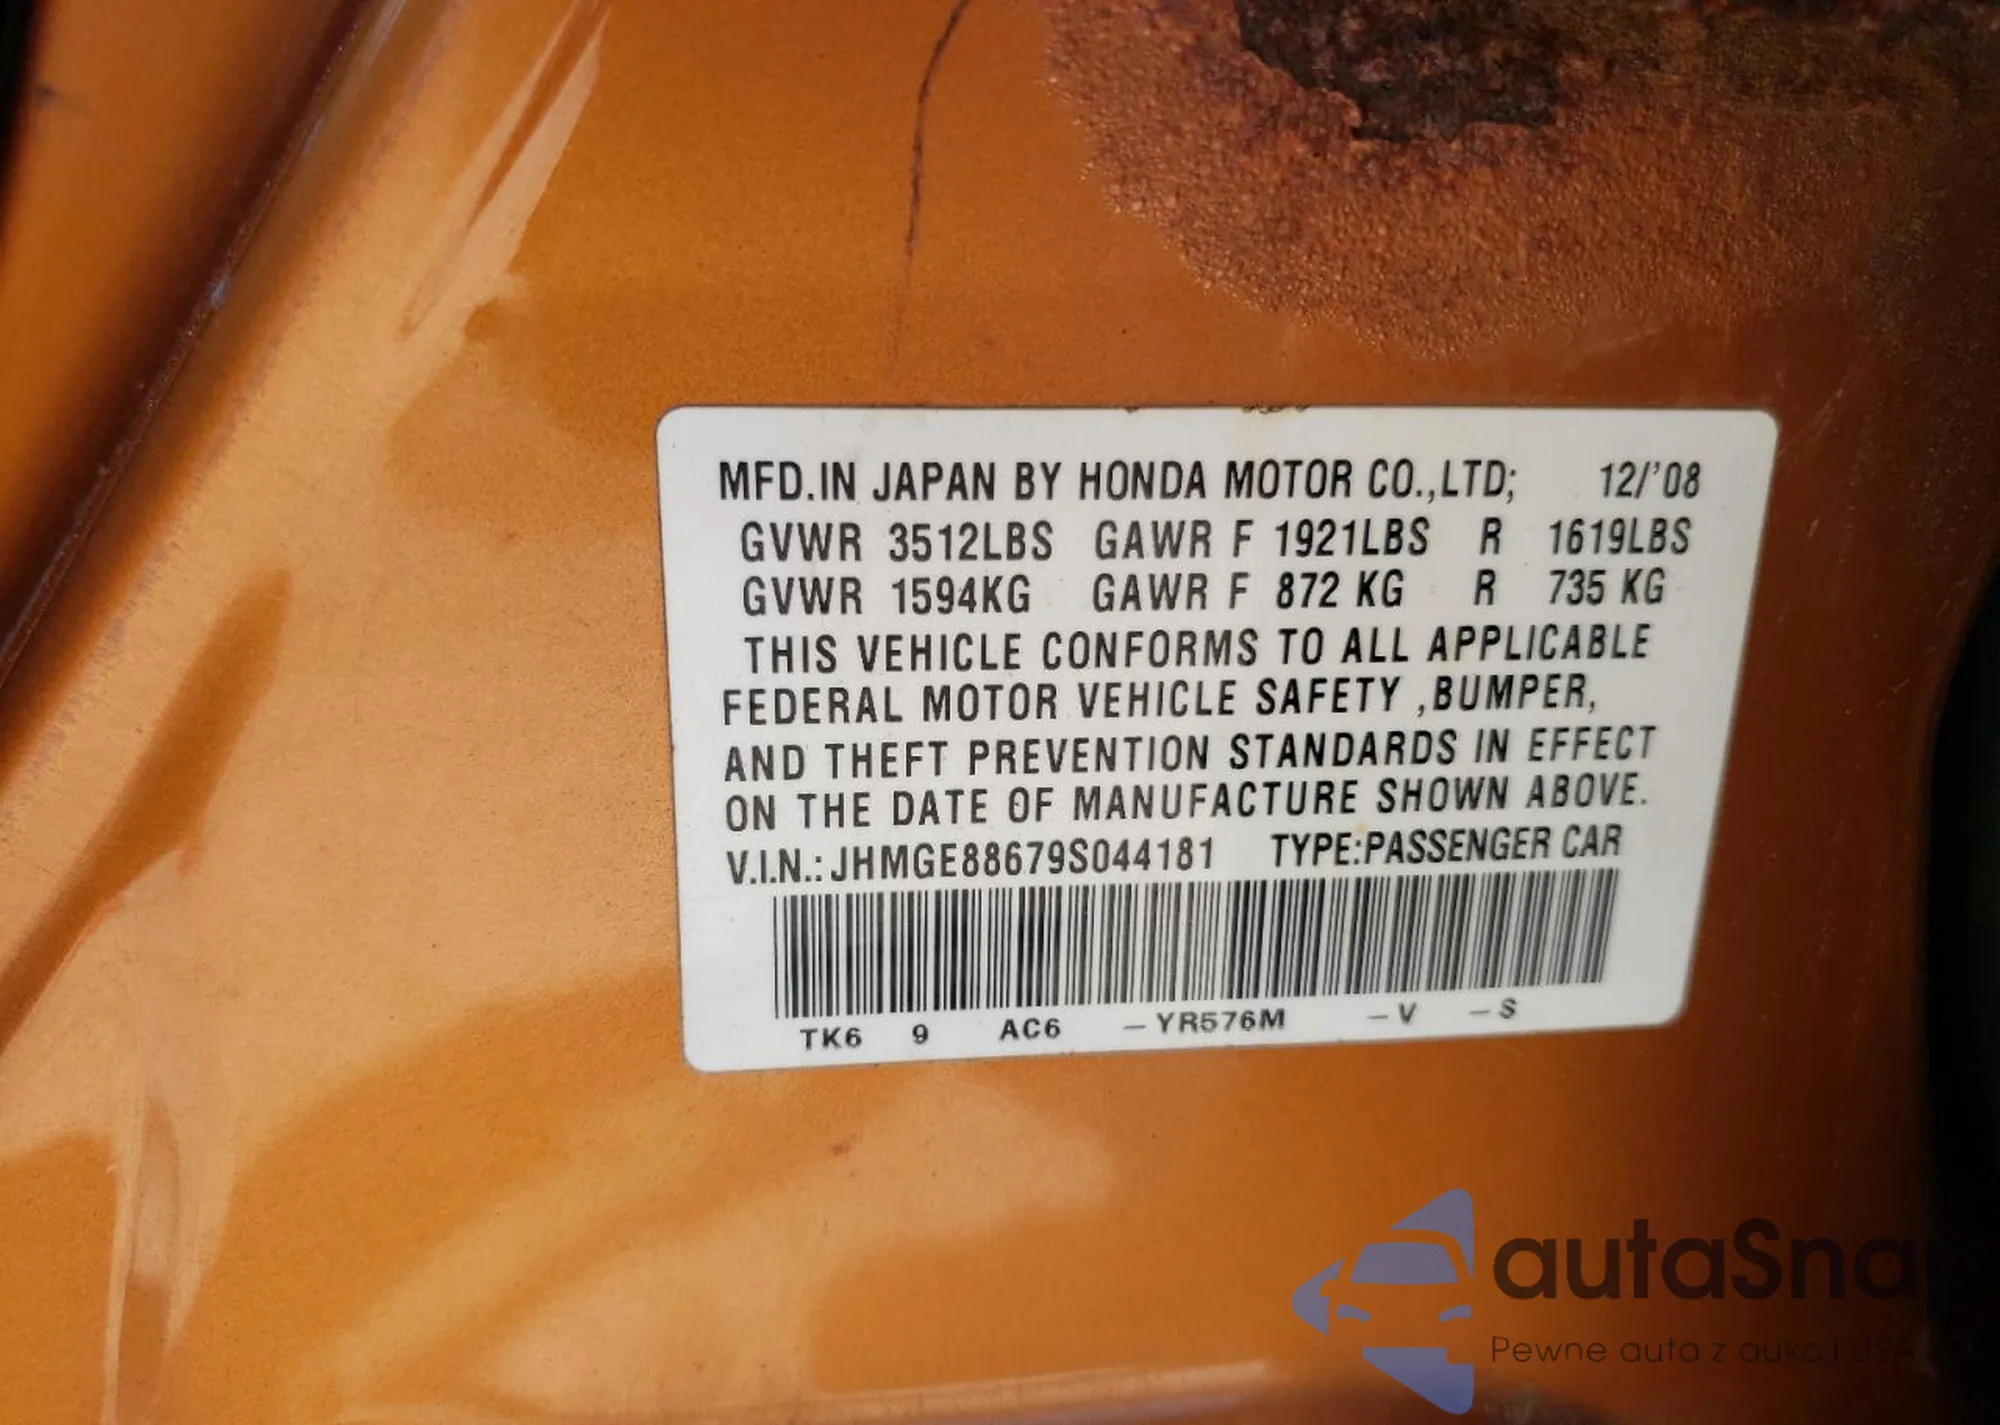 MFD.IN JAPAN BY HONDA MOTOR CO.,LTD; 12/'08
GVWR 3512LBS GAWR F 1921LBS R 1619LBS
GVWR 1594KG GAWR F 872 KG R 735 KG
THIS VEHICLE CONFORMS TO ALL APPLICABLE
FEDERAL MOTOR VEHICLE SAFETY ,BUMPER,
AND THEFT PREVENTION STANDARDS IN EFFECT
ON THE DATE OF MANUFACTURE SHOWN ABOVE.
V.I.N.: JHMGE88679S044181 TYPE:PASSENGER CAR
TK6 9 AC6 – YR576M – V – S
autaSna
Pewne auta z aukcji USA